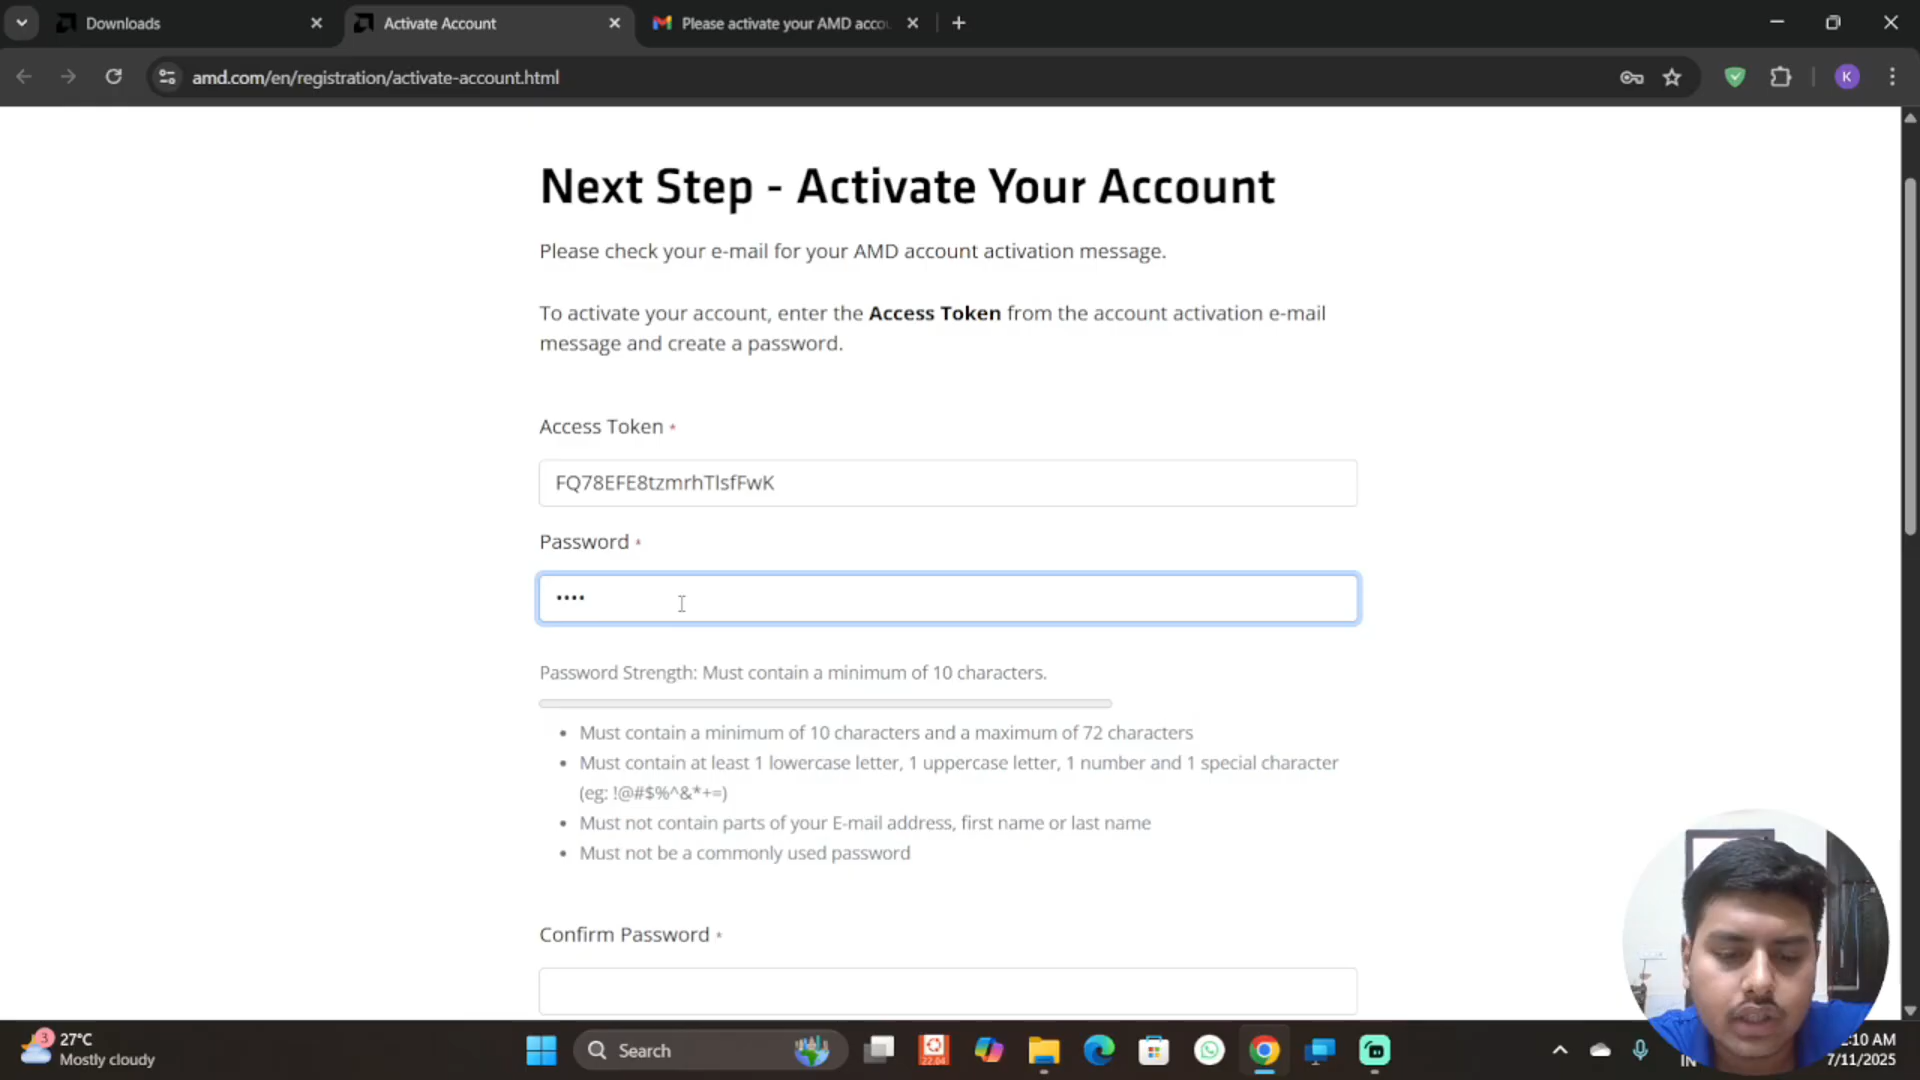 Downloads
Activate Account
Please activate your AMD acco
amd.com/en/registration/activate-account.html
K
Next Step - Activate Your Account
Please check your e-mail for your AMD account activation message.
To activate your account, enter the Access Token from the account activation e-mail
message and create a password.
Access Token *
FQ78EFE8tzmrhTlsfFwK
Password *
••••
Password Strength: Must contain a minimum of 10 characters.
• Must contain a minimum of 10 characters and a maximum of 72 characters
• Must contain at least 1 lowercase letter, 1 uppercase letter, 1 number and 1 special character
(eg: !@#$%^&*+=)
• Must not contain parts of your E-mail address, first name or last name
• Must not be a commonly used password
Confirm Password *
3
27°C
Mostly cloudy
Search
22.04
:10 AM
7/11/2025